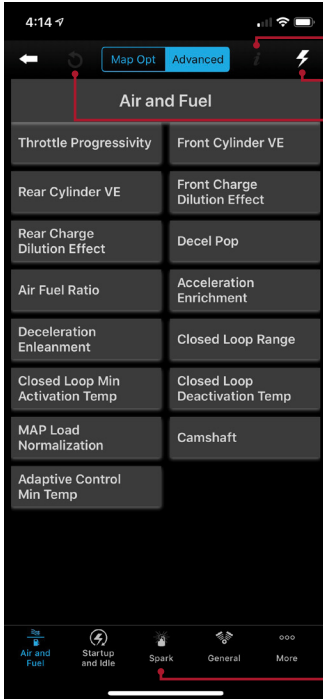 4:14
Map Opt Advanced i
Air and Fuel
Throttle Progressivity
Front Cylinder VE
Rear Cylinder VE
Front Charge
Dilution Effect
Rear Charge
Dilution Effect
Decel Pop
Air Fuel Ratio
Acceleration
Enrichment
Deceleration
Enleanment
Closed Loop Range
Closed Loop Min
Activation Temp
Closed Loop
Deactivation Temp
MAP Load
Normalization
Camshaft
Adaptive Control
Min Temp
Air and
Fuel
Startup
and Idle
Spark
General
More